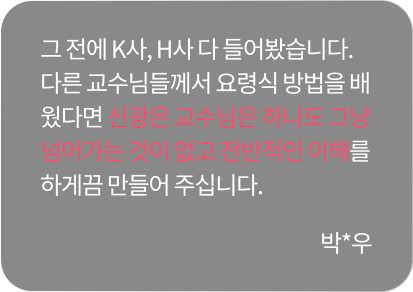 그 전에 K사, H사 다 들어봤습니다.
다른 교수님들께서 요령식 방법을 배
웠다면 신광은 교수님은 하나도 그냥
넘어가는 것이 없고 전반적인 이해를
하게끔 만들어 주십니다.
박*우